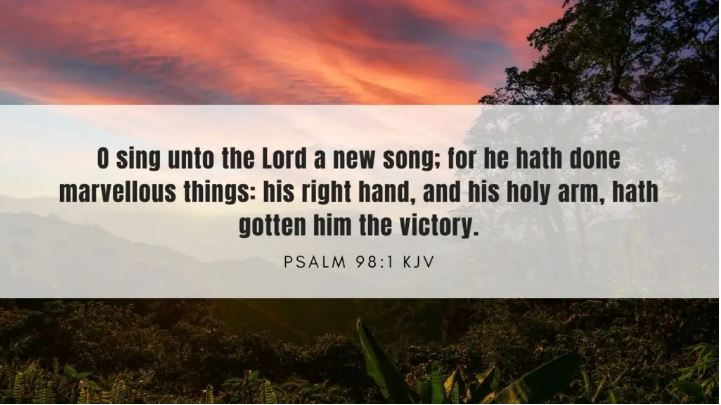 O sing unto the Lord a new song; for he hath done
marvellous things: his right hand, and his holy arm, hath
gotten him the victory.
PSALM 98:1 KJV